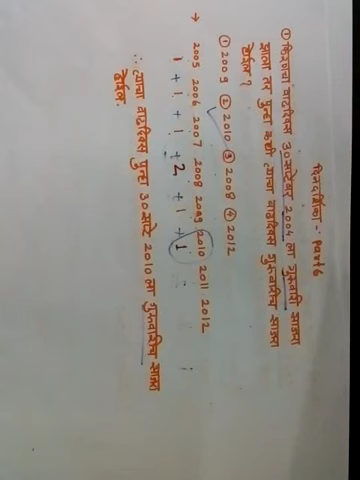 दिनदर्शिका - Part 6
① किरणचा वाढदिवस 30 सप्टेंबर 2004 ला गुरूवारी साजरा
झाला तर पुन्हा कधी त्याचा वाढदिवस गुरूवारीच साजरा
होईल ?
① 2009 ② 2010 ③ 2008 ④ 2012
→ 2005 2006 2007 2008 2009 2010 2011 2012
1 + 1 + 1 + 2 + 1 + 1
∴ त्याचा वाढदिवस पुन्हा 30 सप्टें 2010 ला गुरूवारीच साजरा
होईल.